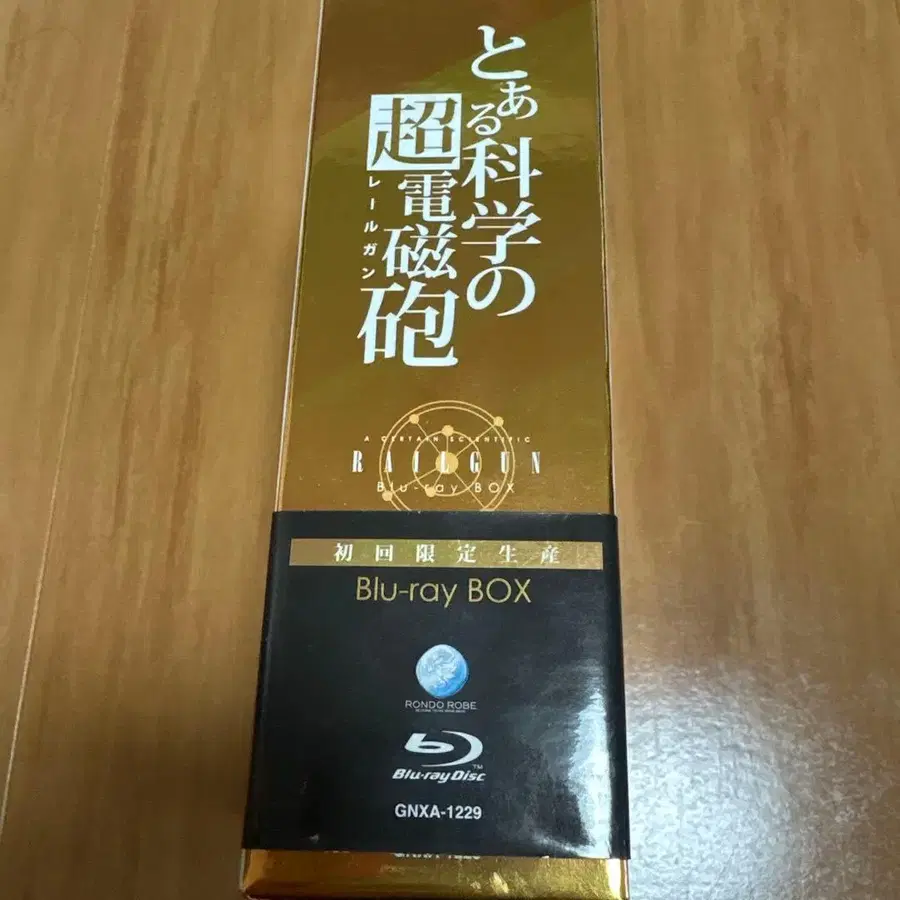 とある科学の
超電磁砲
レールガン
A CERTAIN SCIENTIFIC
RAILGUN
Blu-ray BOX
初回限定生産
Blu-ray BOX
RONDO ROBE
Blu-ray Disc
TM
GNXA-1229